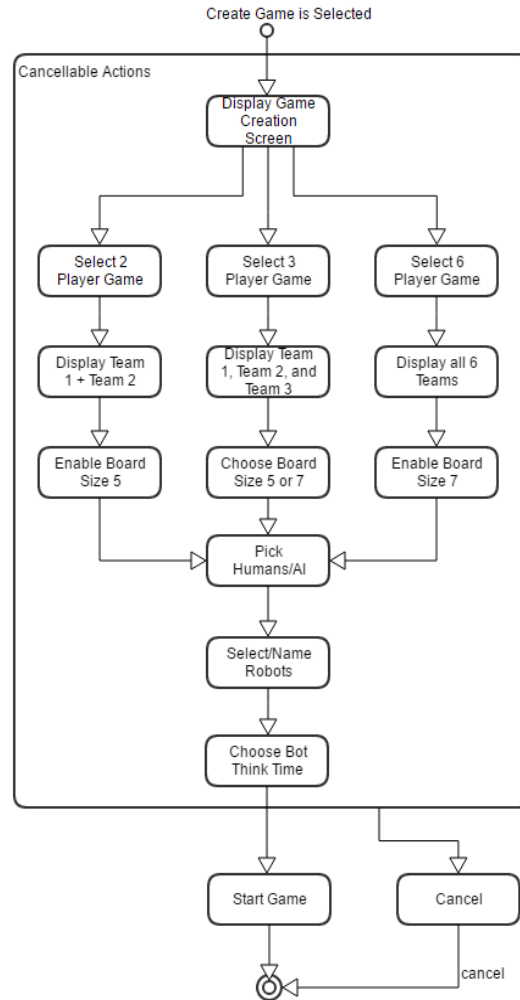 Create Game is Selected
Cancellable Actions
Display Game
Creation
Screen
Select 2
Player Game
Select 3
Player Game
Select 6
Player Game
Display Team
1 + Team 2
Display Team
1, Team 2, and
Team 3
Display all 6
Teams
Enable Board
Size 5
Choose Board
Size 5 or 7
Enable Board
Size 7
Pick
Humans/AI
Select/Name
Robots
Choose Bot
Think Time
Start Game
Cancel
cancel